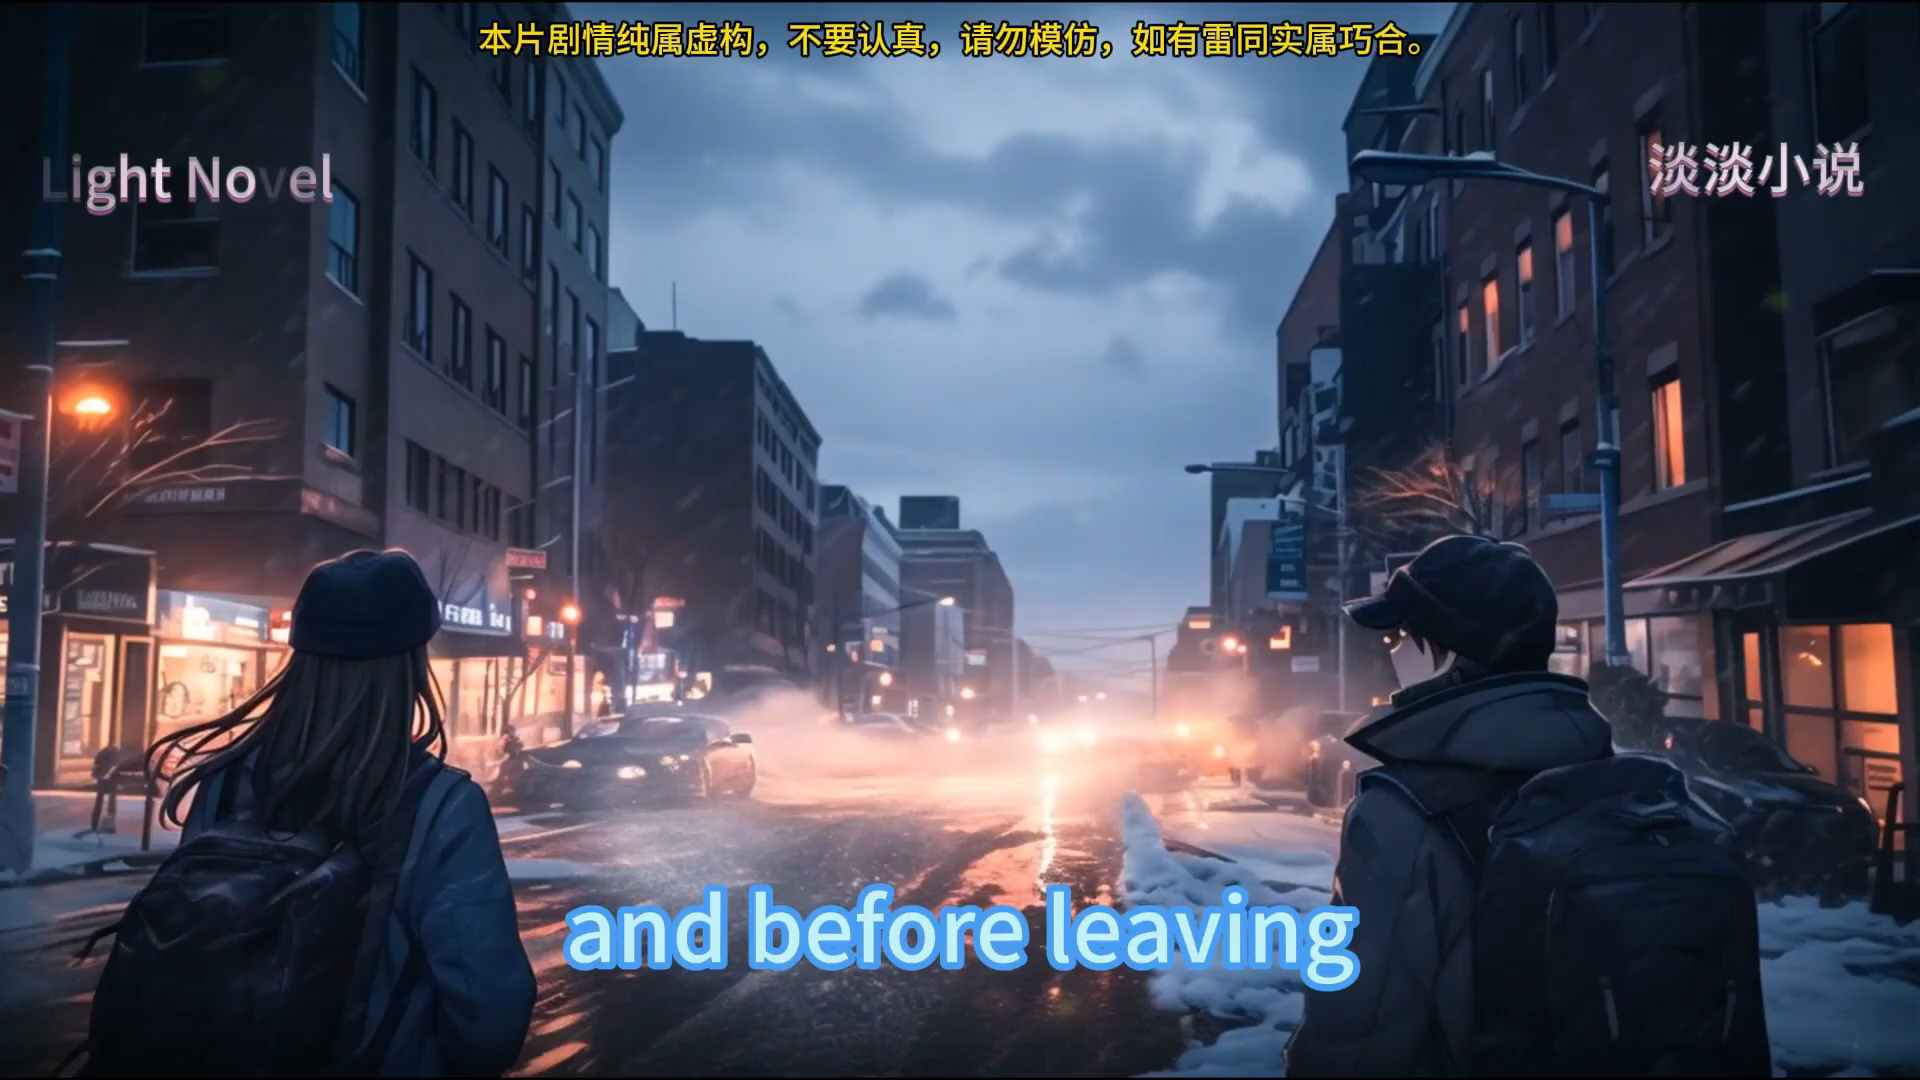 本片剧情纯属虚构，不要认真，请勿模仿，如有雷同实属巧合。
Light Novel
淡淡小说
and before leaving